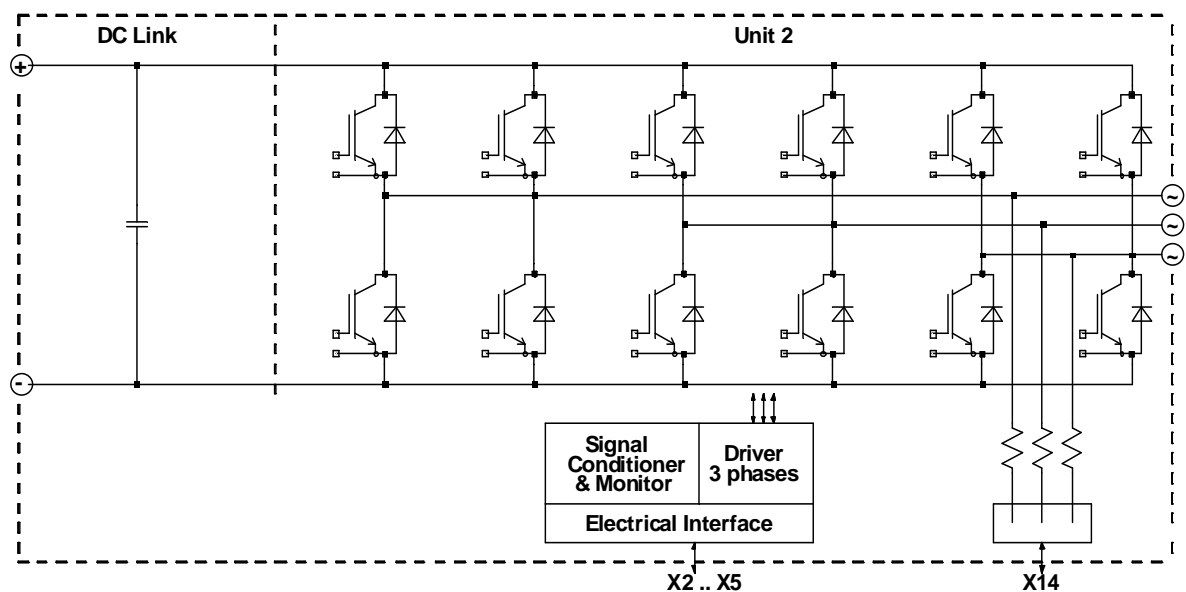 DC Link
Unit 2
+
~
~
~
-
Signal
Conditioner
& Monitor
Driver
3 phases
Electrical Interface
X2 .. X5
X14